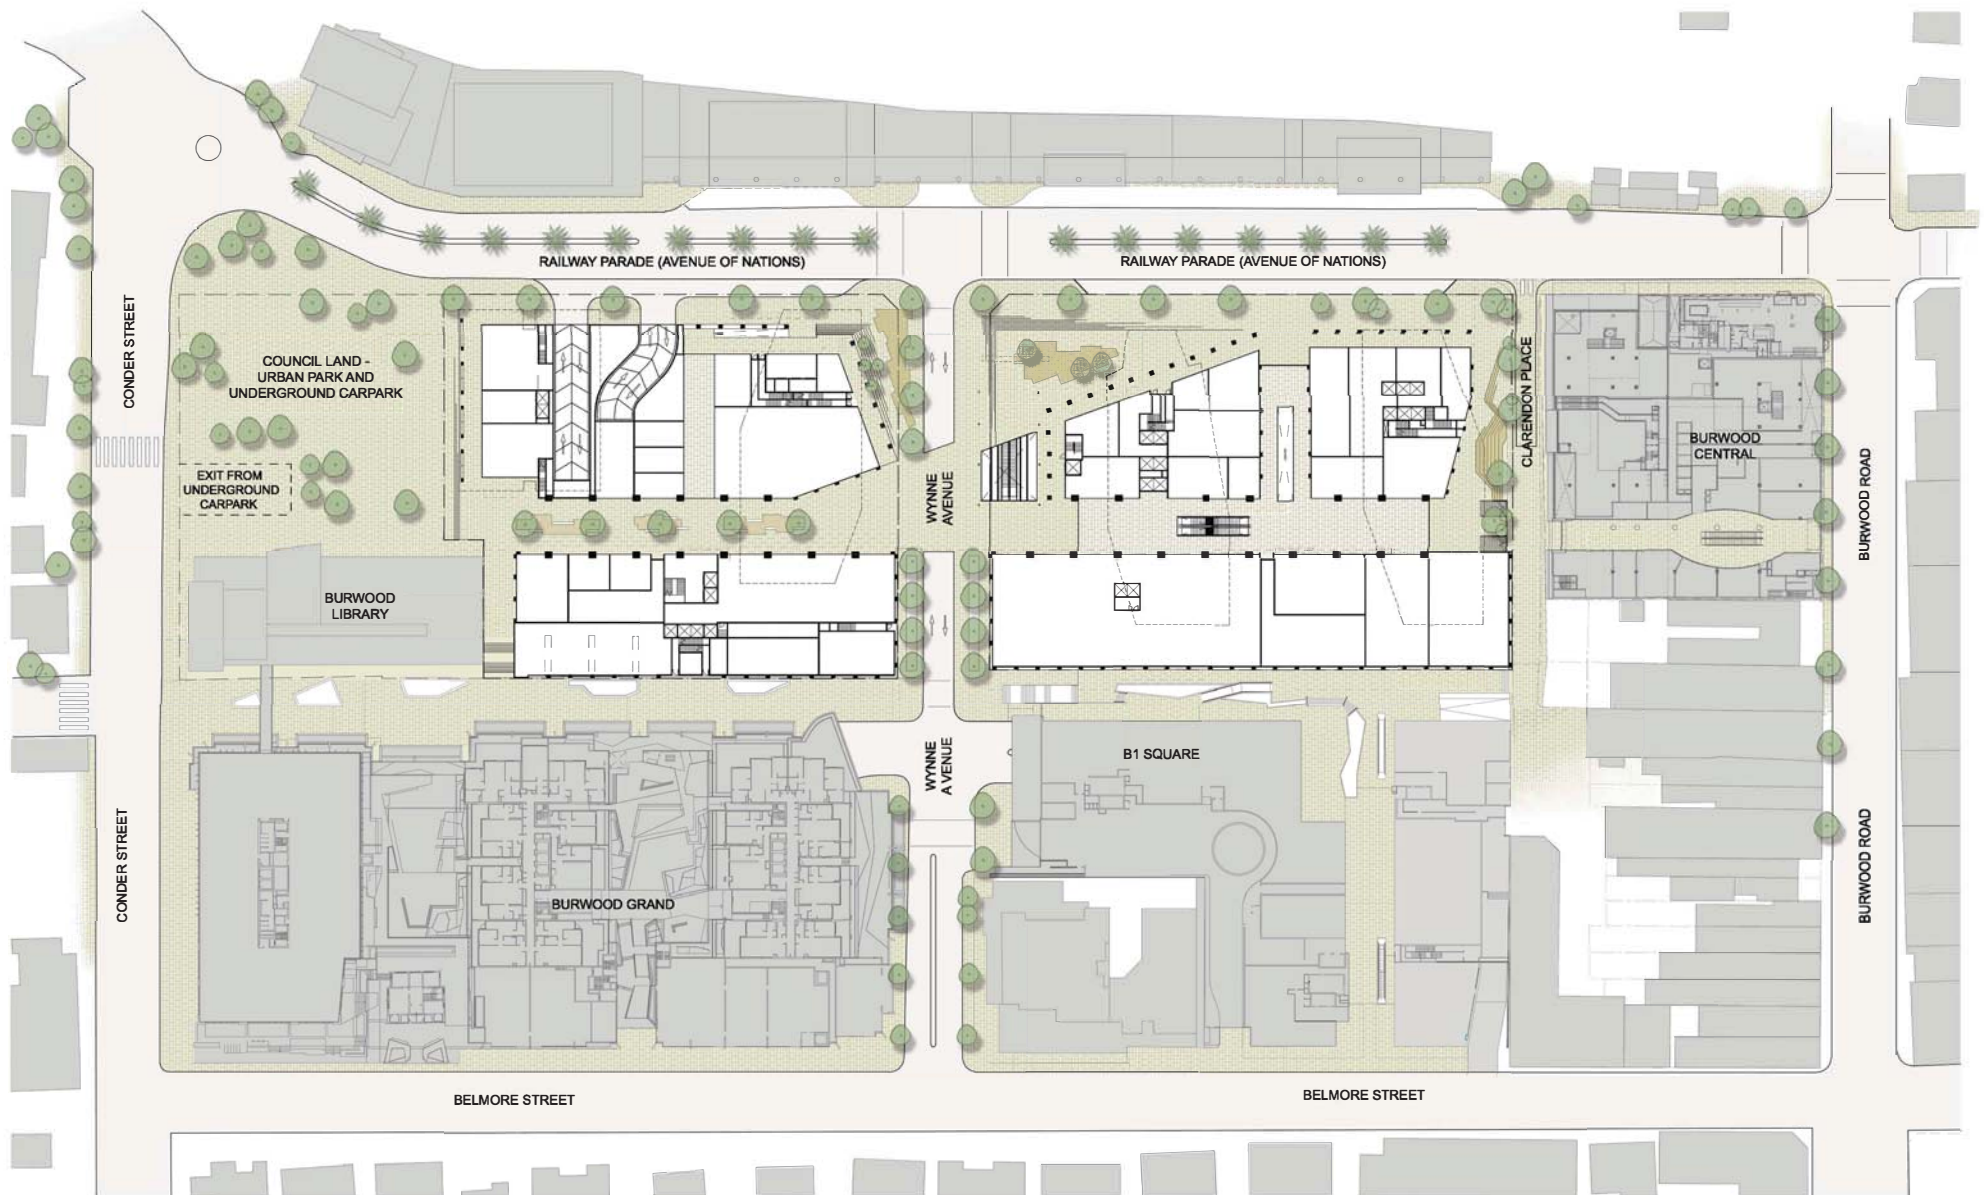 RAILWAY PARADE (AVENUE OF NATIONS)
RAILWAY PARADE (AVENUE OF NATIONS)
CONDER STREET
COUNCIL LAND -
URBAN PARK AND
UNDERGROUND CARPARK
EXIT FROM
UNDERGROUND
CARPARK
WYNNE
AVENUE
CLARENDON PLACE
BURWOOD
CENTRAL
BURWOOD ROAD
BURWOOD
LIBRARY
WYNNE
A VENUE
B1 SQUARE
CONDER STREET
BURWOOD GRAND
BURWOOD ROAD
BELMORE STREET
BELMORE STREET